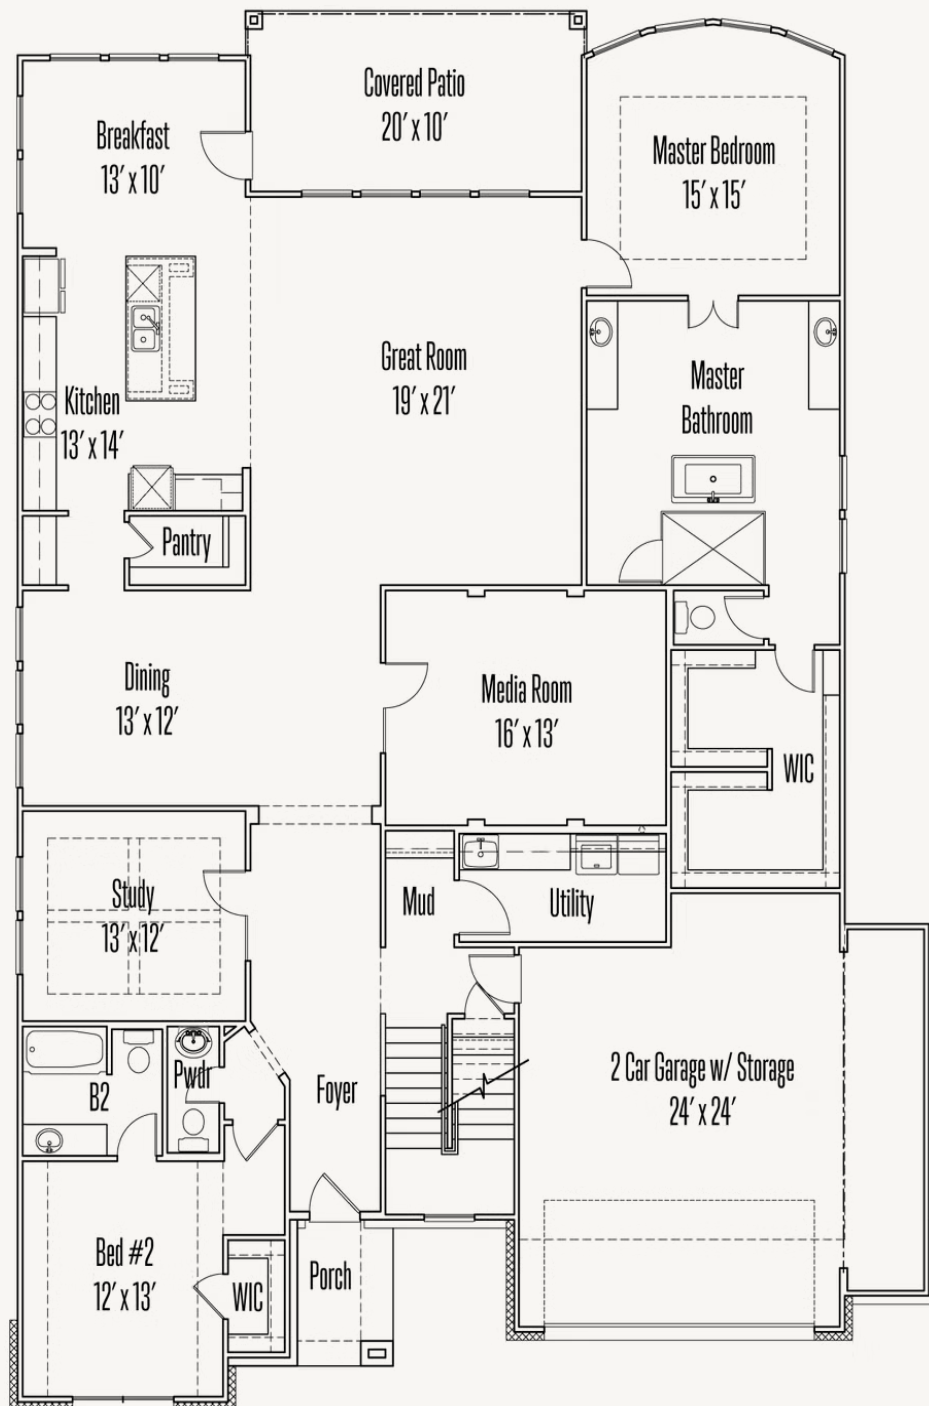 Covered Patio
20' x 10'
Breakfast
13' x 10'
Master Bedroom
15' x 15'
Great Room
19' x 21'
Master
Bathroom
Kitchen
13' x 14'
Pantry
Dining
13' x 12'
Media Room
16' x 13'
WIC
Study
13' x 12'
Mud
Utility
B2
Pwdr
Foyer
2 Car Garage w/ Storage
24' x 24'
Bed #2
12' x 13'
WIC
Porch